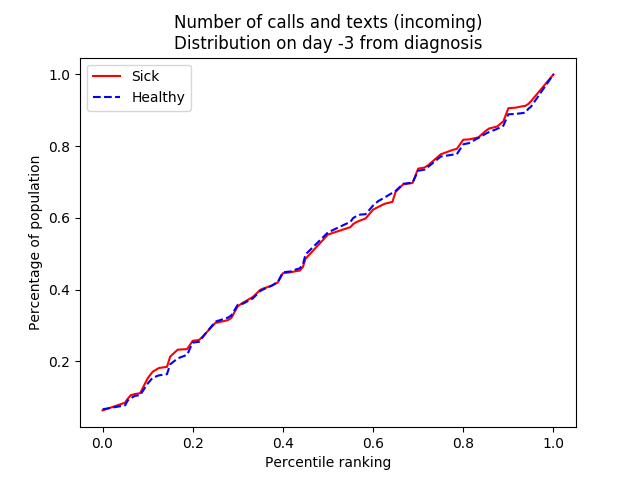 Number of calls and texts (incoming)
Distribution on day -3 from diagnosis
Sick
Healthy
1.0
0.8
0.6
0.4
0.2
Percentage of population
0.0 0.2 0.4 0.6 0.8 1.0
Percentile ranking